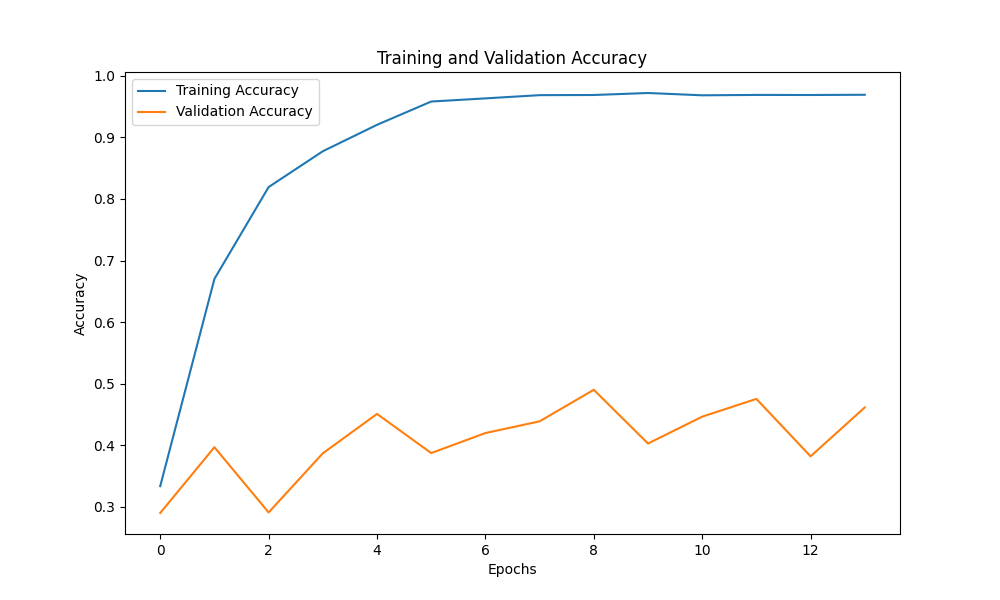 Training and Validation Accuracy
Training Accuracy
Validation Accuracy
Accuracy
1.0
0.9
0.8
0.7
0.6
0.5
0.4
0.3
0 2 4 6 8 10 12
Epochs